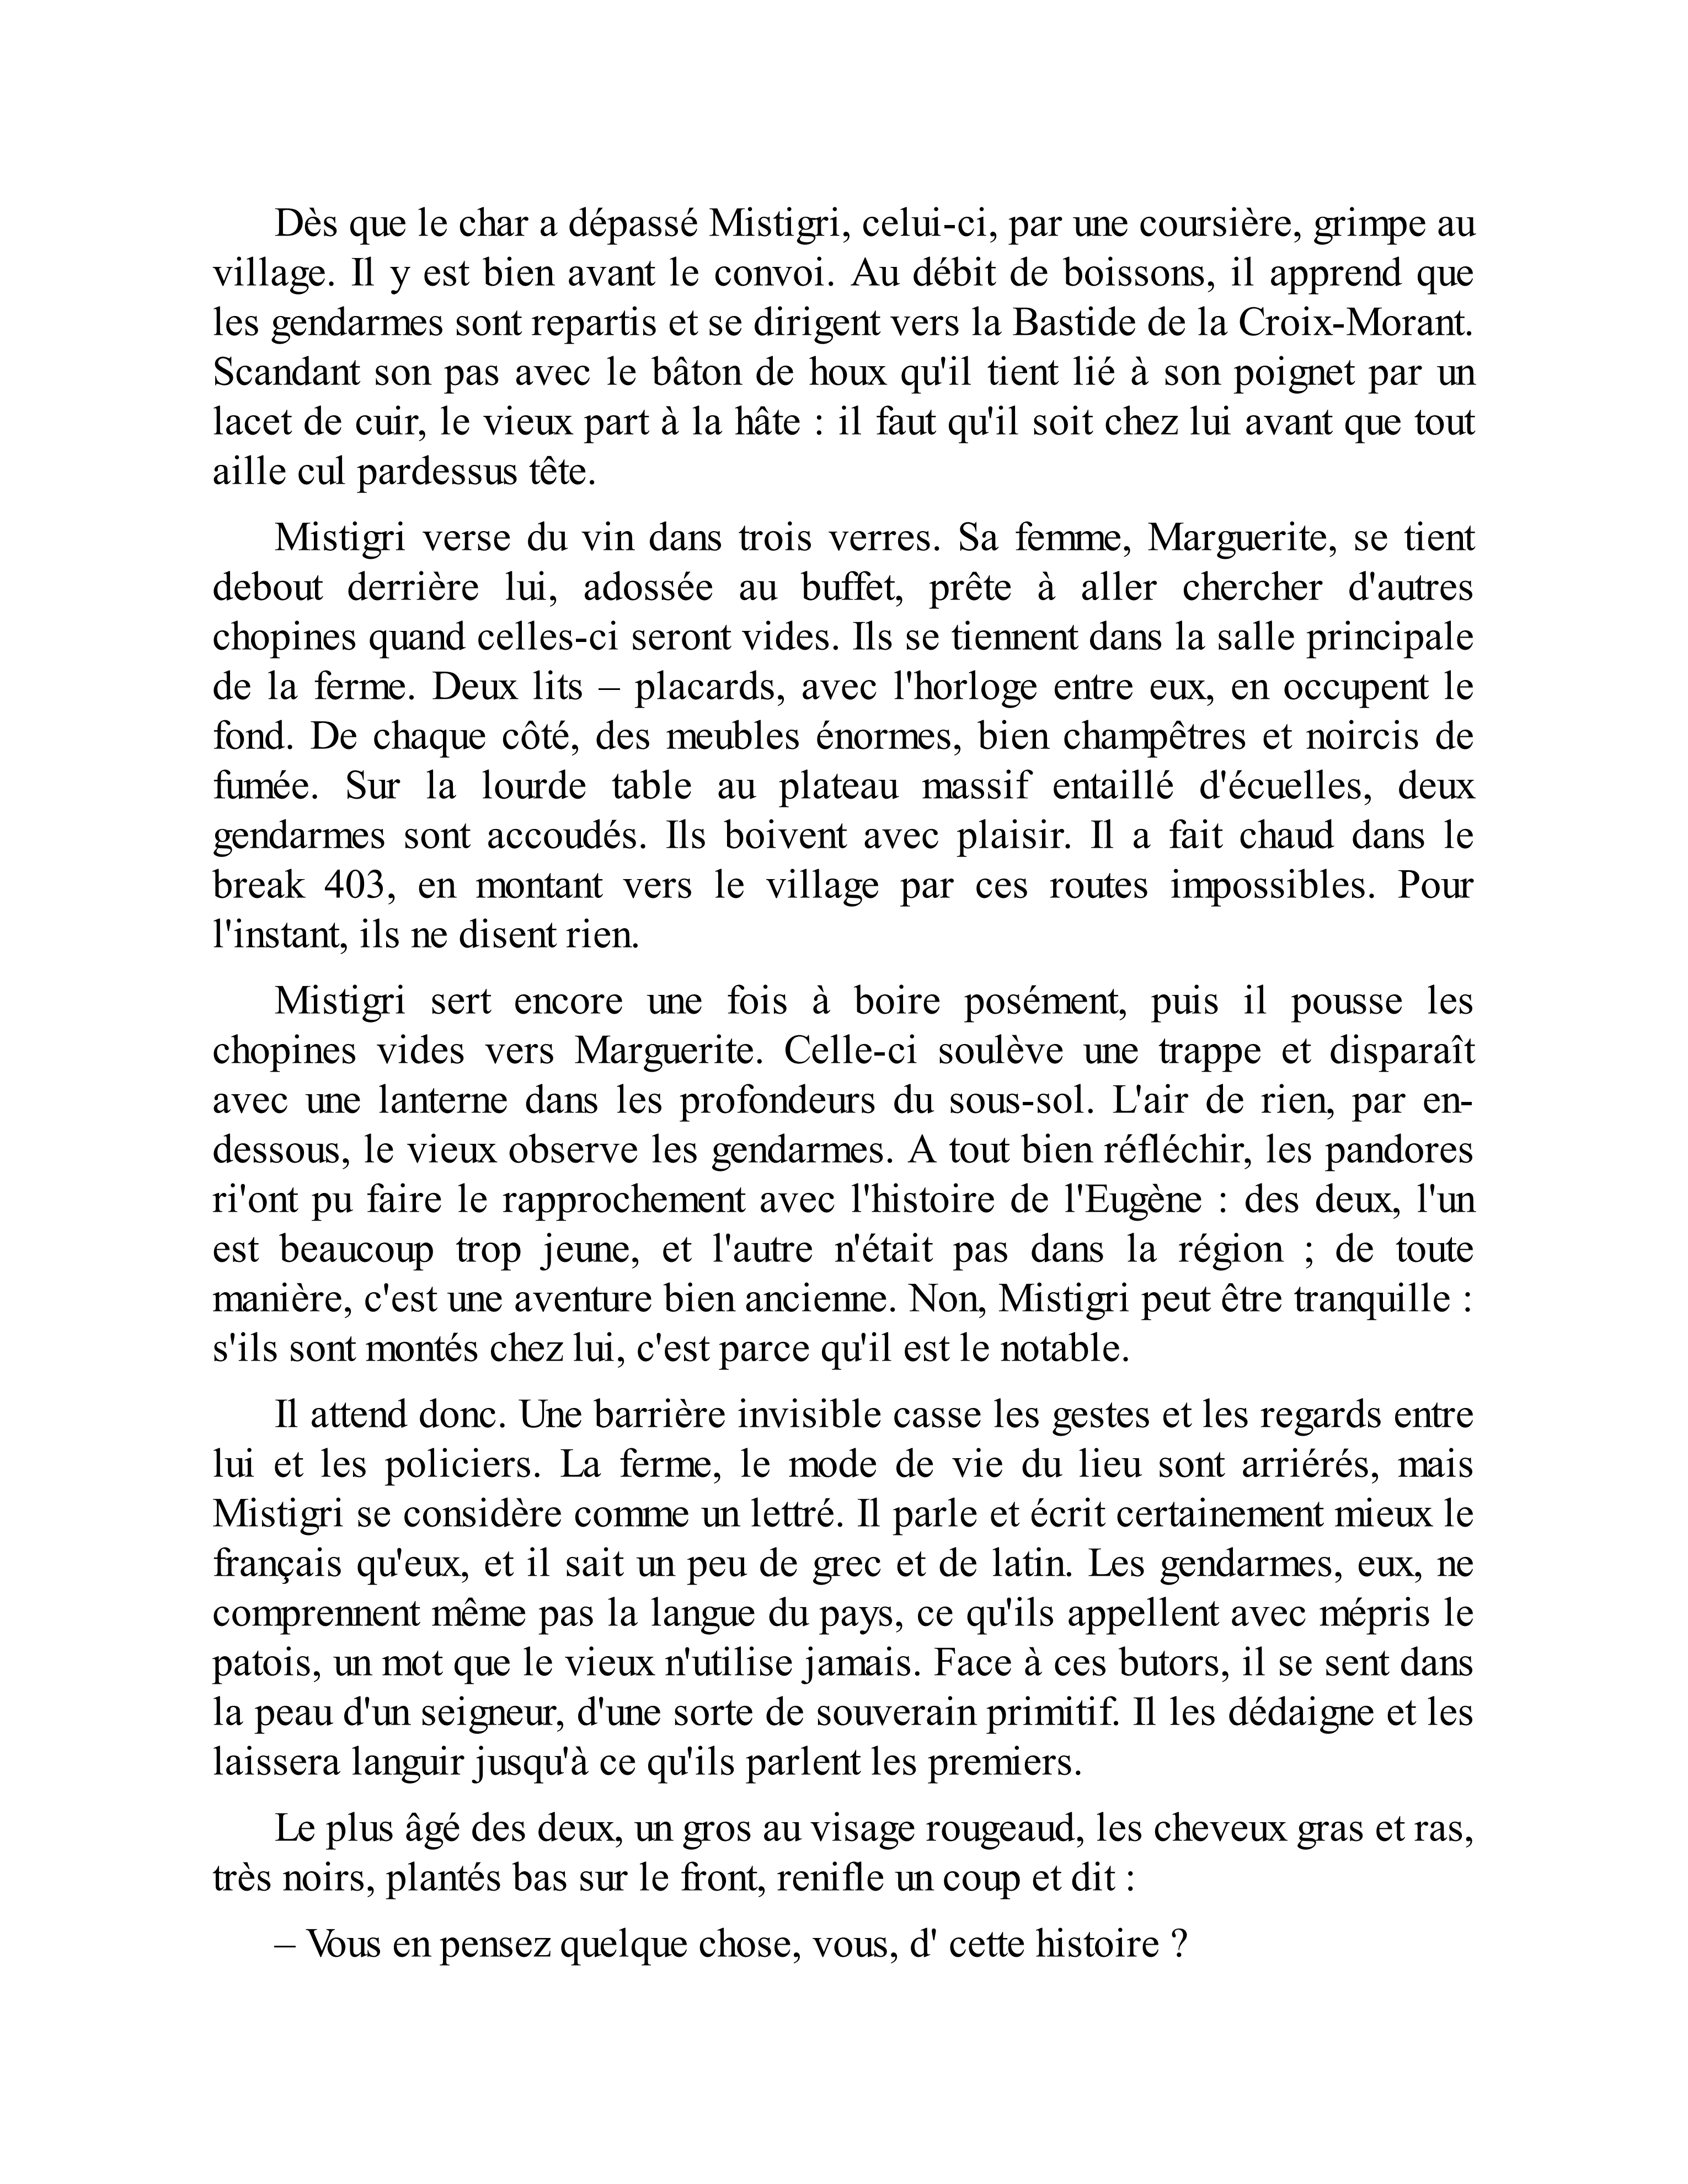 Dès que le char a dépassé Mistigri, celui-ci, par une coursière, grimpe au
village. Il y est bien avant le convoi. Au débit de boissons, il apprend que
les gendarmes sont repartis et se dirigent vers la Bastide de la Croix-Morant.
Scandant son pas avec le bâton de houx qu'il tient lié à son poignet par un
lacet de cuir, le vieux part à la hâte : il faut qu'il soit chez lui avant que tout
aille cul pardessus tête.
Mistigri verse du vin dans trois verres. Sa femme, Marguerite, se tient
debout derrière lui, adossée au buffet, prête à aller chercher d'autres
chopines quand celles-ci seront vides. Ils se tiennent dans la salle principale
de la ferme. Deux lits – placards, avec l'horloge entre eux, en occupent le
fond. De chaque côté, des meubles énormes, bien champêtres et noircis de
fumée. Sur la lourde table au plateau massif entaillé d'écuelles, deux
gendarmes sont accoudés. Ils boivent avec plaisir. Il a fait chaud dans le
break 403, en montant vers le village par ces routes impossibles. Pour
l'instant, ils ne disent rien.
Mistigri sert encore une fois à boire posément, puis il pousse les
chopines vides vers Marguerite. Celle-ci soulève une trappe et disparaît
avec une lanterne dans les profondeurs du sous-sol. L'air de rien, par en-
dessous, le vieux observe les gendarmes. A tout bien réfléchir, les pandores
ri'ont pu faire le rapprochement avec l'histoire de l'Eugène : des deux, l'un
est beaucoup trop jeune, et l'autre n'était pas dans la région ; de toute
manière, c'est une aventure bien ancienne. Non, Mistigri peut être tranquille :
s'ils sont montés chez lui, c'est parce qu'il est le notable.
Il attend donc. Une barrière invisible casse les gestes et les regards entre
lui et les policiers. La ferme, le mode de vie du lieu sont arriérés, mais
Mistigri se considère comme un lettré. Il parle et écrit certainement mieux le
français qu'eux, et il sait un peu de grec et de latin. Les gendarmes, eux, ne
comprennent même pas la langue du pays, ce qu'ils appellent avec mépris le
patois, un mot que le vieux n'utilise jamais. Face à ces butors, il se sent dans
la peau d'un seigneur, d'une sorte de souverain primitif. Il les dédaigne et les
laissera languir jusqu'à ce qu'ils parlent les premiers.
Le plus âgé des deux, un gros au visage rougeaud, les cheveux gras et ras,
très noirs, plantés bas sur le front, renifle un coup et dit :
– Vous en pensez quelque chose, vous, d' cette histoire ?